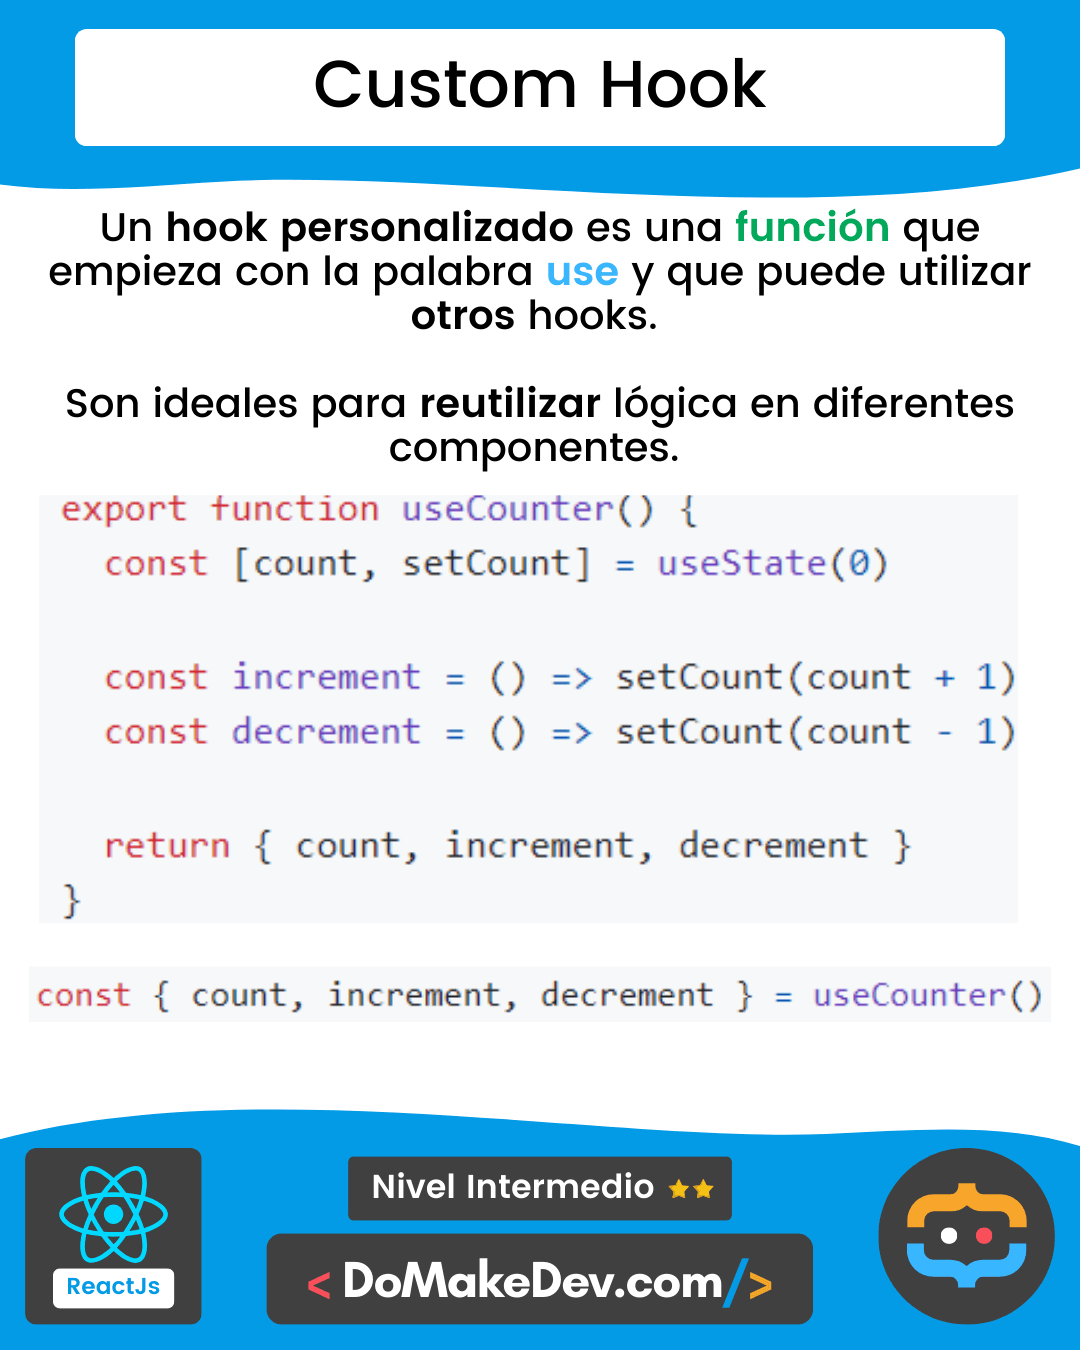 Custom Hook
Un hook personalizado es una función que
empieza con la palabra use y que puede utilizar
otros hooks.
Son ideales para reutilizar lógica en diferentes
componentes.
export function useCounter() {
  const [count, setCount] = useState(0)
  const increment = () => setCount(count + 1)
  const decrement = () => setCount(count - 1)
  return { count, increment, decrement }
}
const { count, increment, decrement } = useCounter()
Nivel Intermedio
ReactJs
< DoMakeDev.com/>